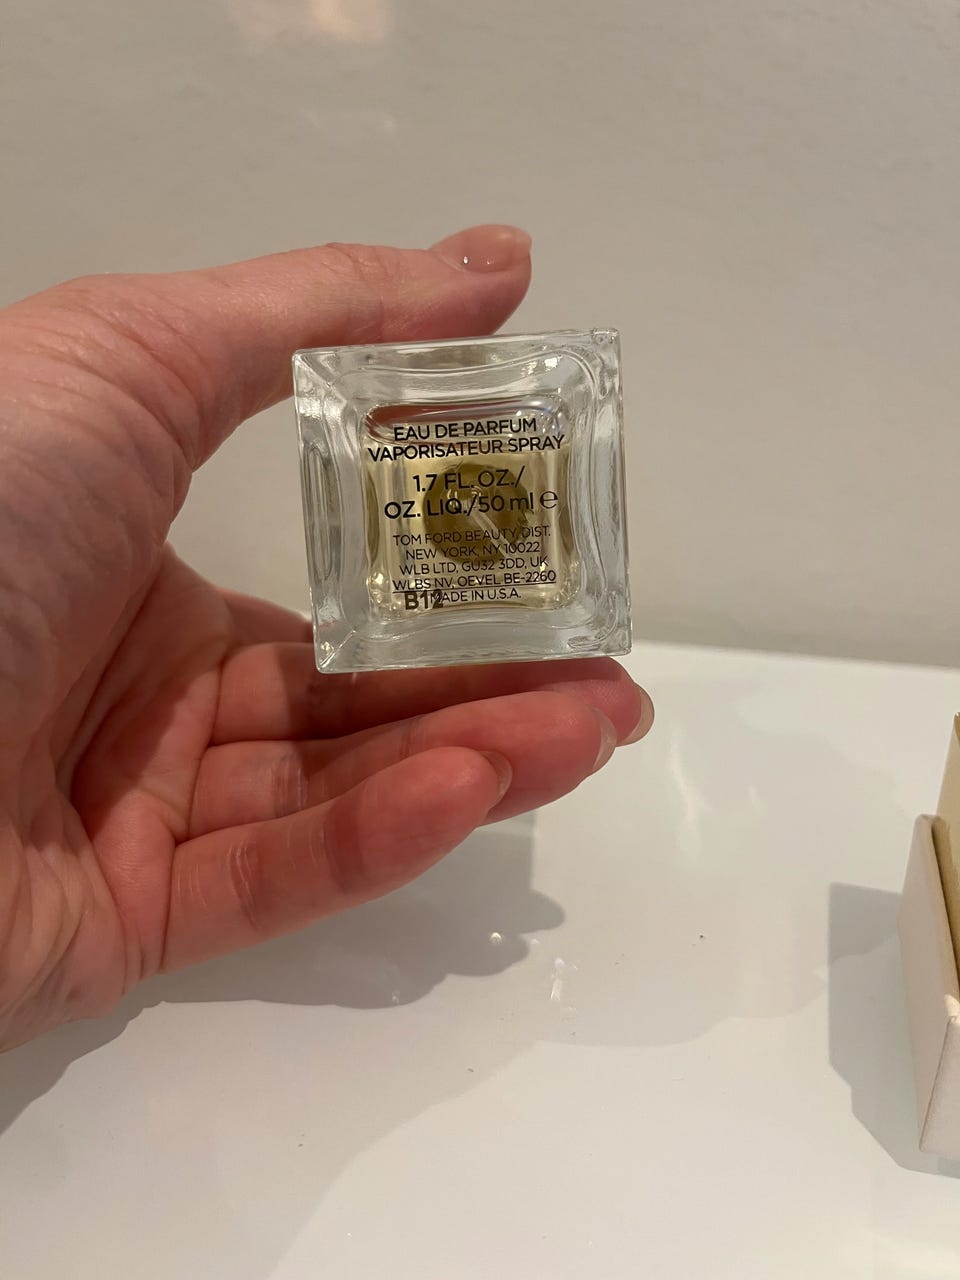 EAU DE PARFUM
VAPORISATEUR SPRAY
1.7 FL.OZ./
OZ. LIQ./50 ml ℮
TOM FORD BEAUTY, DIST.
NEW YORK, NY 10022
WLB LTD, GU32 3DD, UK
WLBS NV, OEVEL BE-2260
MADE IN U.S.A.
B12